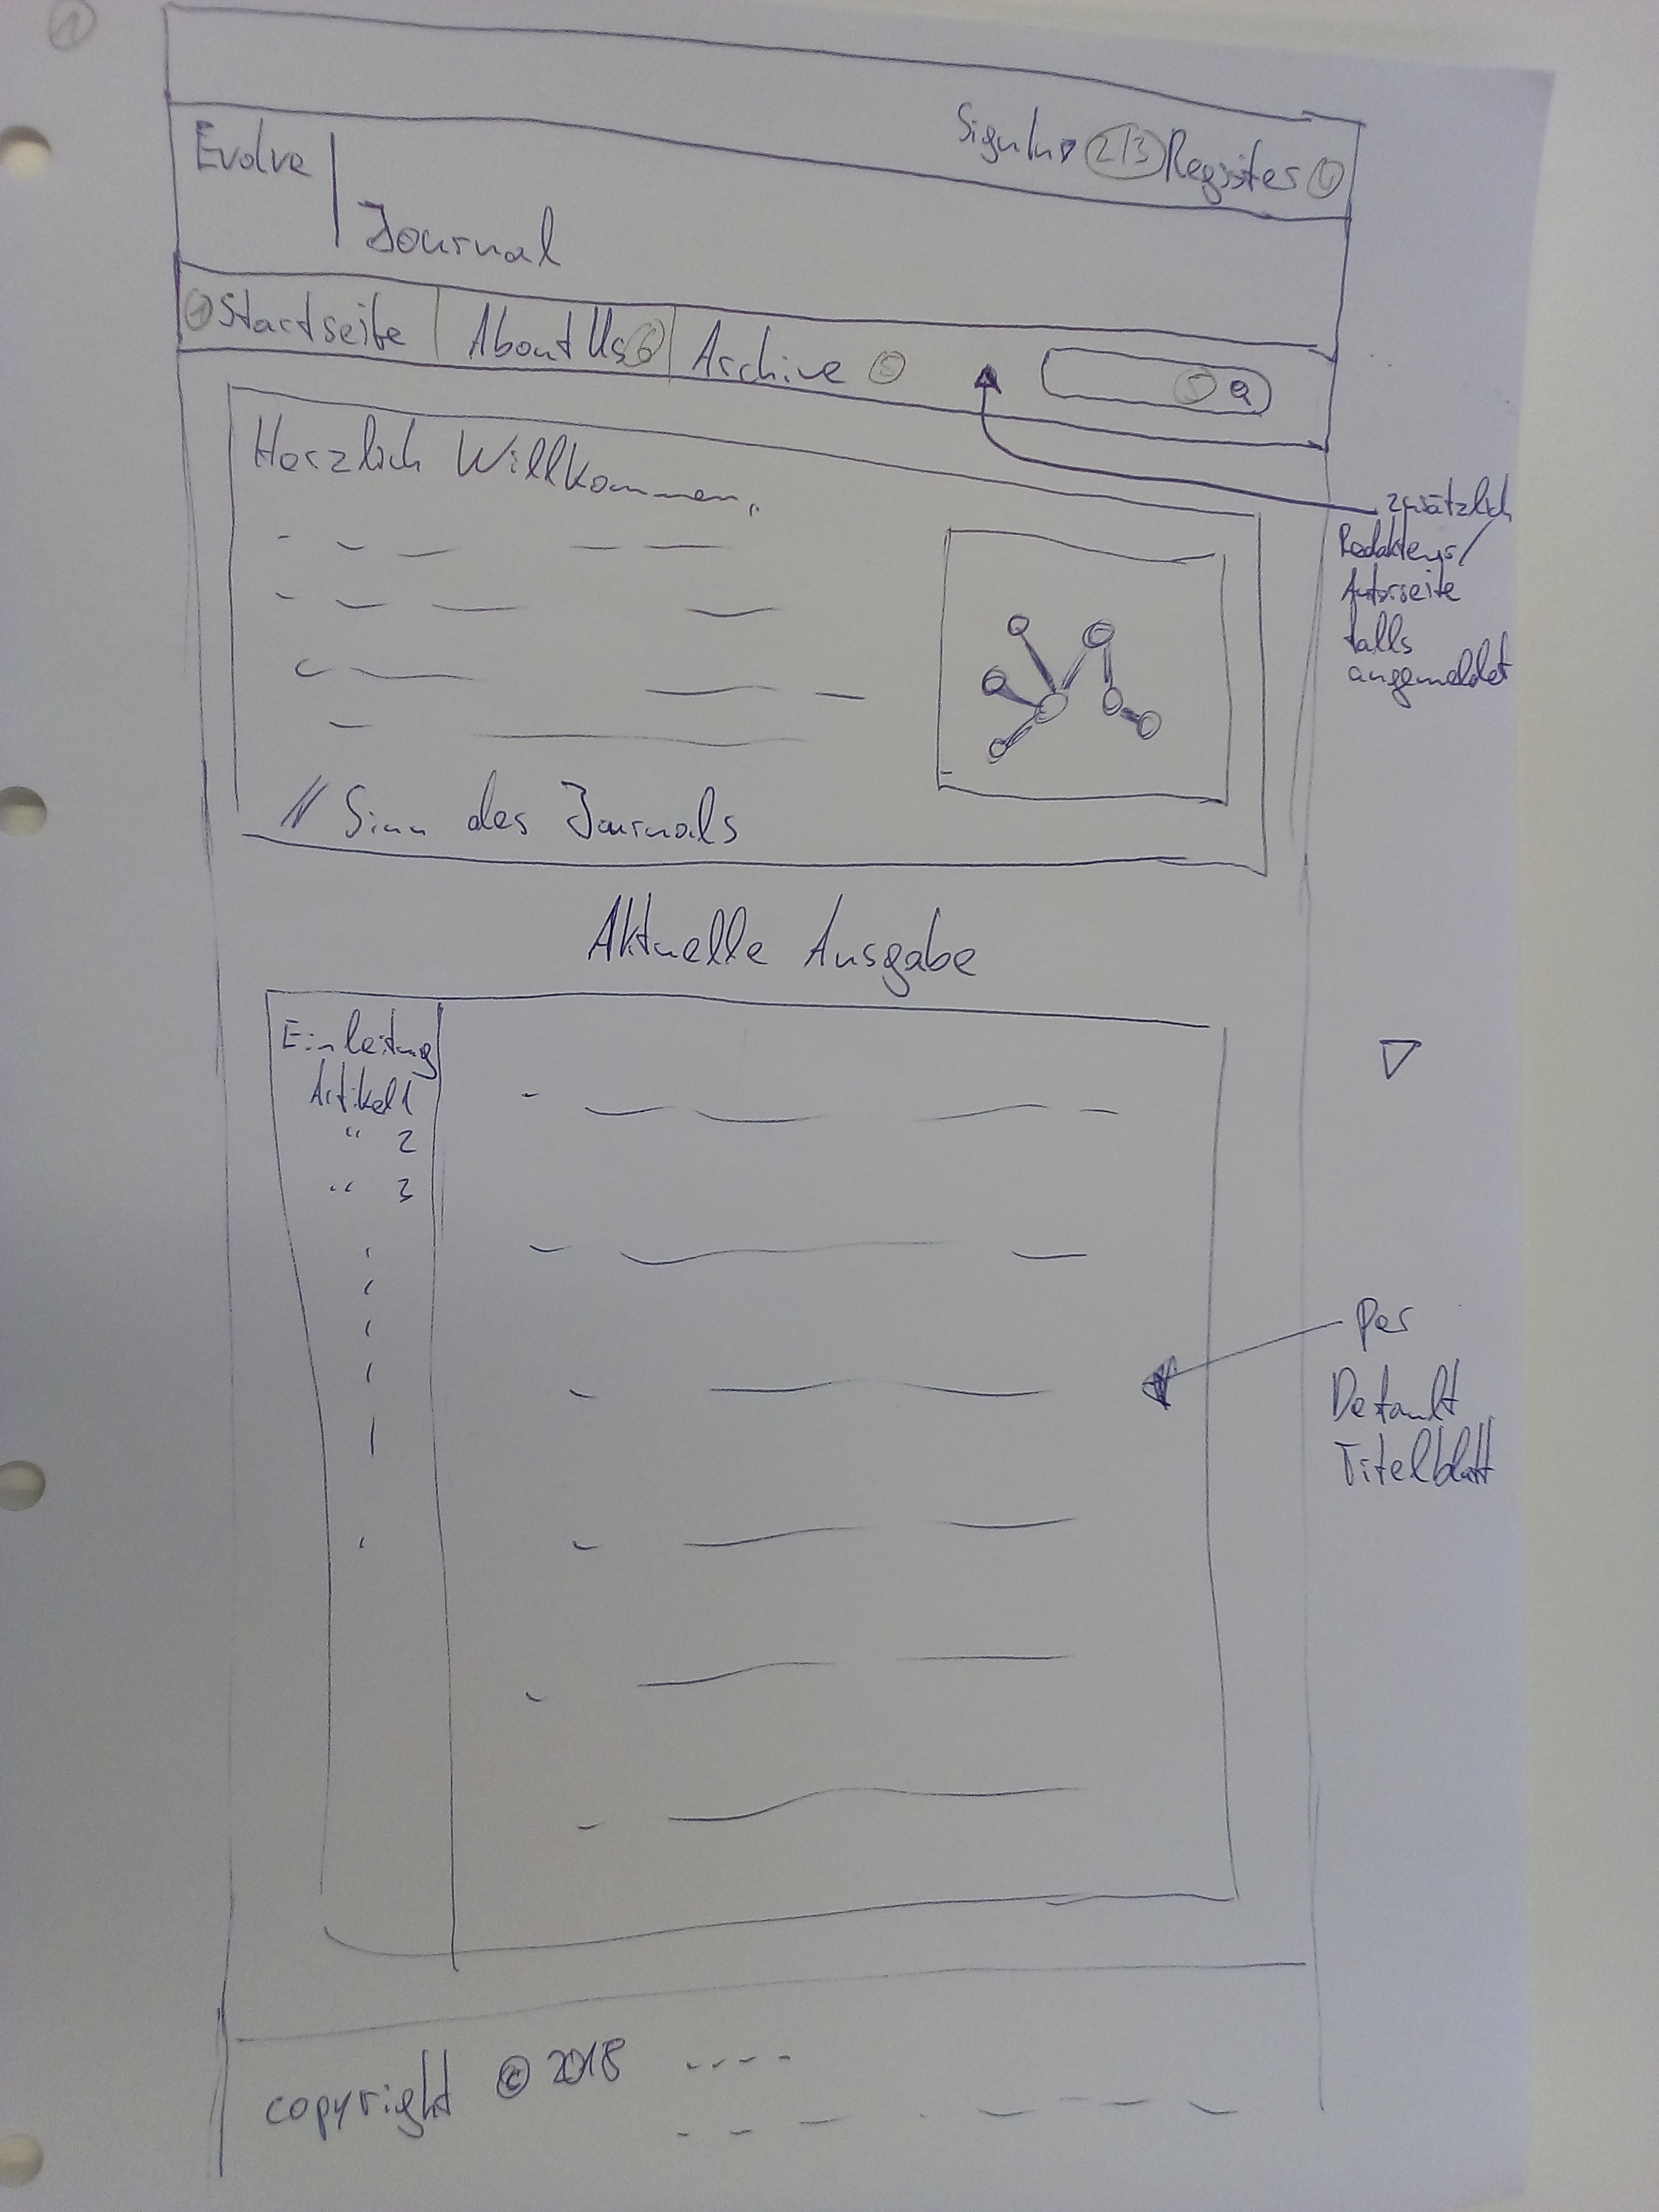 1
Evolve
SignIn 2/3 Register 4
Journal
1 Startseite
About Us 6
Archive 5
5
zusätzlich
Redakteurs/
Autorseite
falls
angemeldet
Herzlich Willkommen,
// Sinn des Journals
Aktuelle Ausgabe
Einleitung
Artikel 1
" 2
" 3
Per
Default
Titelblatt
copyright © 2018